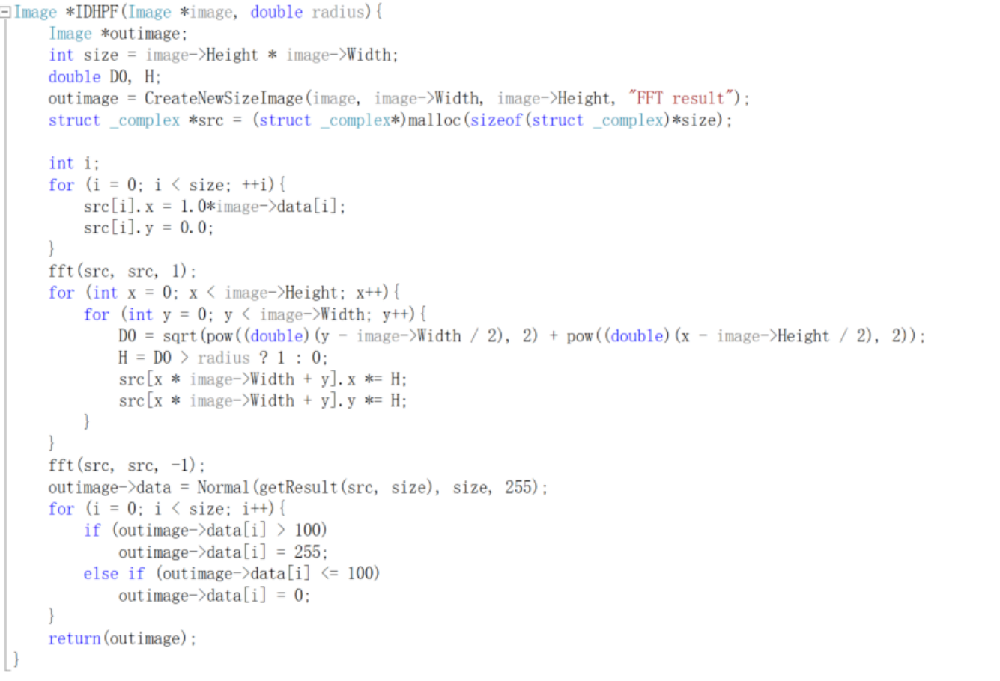 Image *IDHPF(Image *image, double radius){
    Image *outimage;
    int size = image->Height * image->Width;
    double D0, H;
    outimage = CreateNewSizeImage(image, image->Width, image->Height, "FFT result");
    struct _complex *src = (struct _complex*)malloc(sizeof(struct _complex)*size);

    int i;
    for (i = 0; i < size; ++i){
        src[i].x = 1.0*image->data[i];
        src[i].y = 0.0;
    }
    fft(src, src, 1);
    for (int x = 0; x < image->Height; x++){
        for (int y = 0; y < image->Width; y++){
            D0 = sqrt(pow((double)(y - image->Width / 2), 2) + pow((double)(x - image->Height / 2), 2));
            H = D0 > radius ? 1 : 0;
            src[x * image->Width + y].x *= H;
            src[x * image->Width + y].y *= H;
        }
    }
    fft(src, src, -1);
    outimage->data = Normal(getResult(src, size), size, 255);
    for (i = 0; i < size; i++){
        if (outimage->data[i] > 100)
            outimage->data[i] = 255;
        else if (outimage->data[i] <= 100)
            outimage->data[i] = 0;
    }
    return(outimage);
}